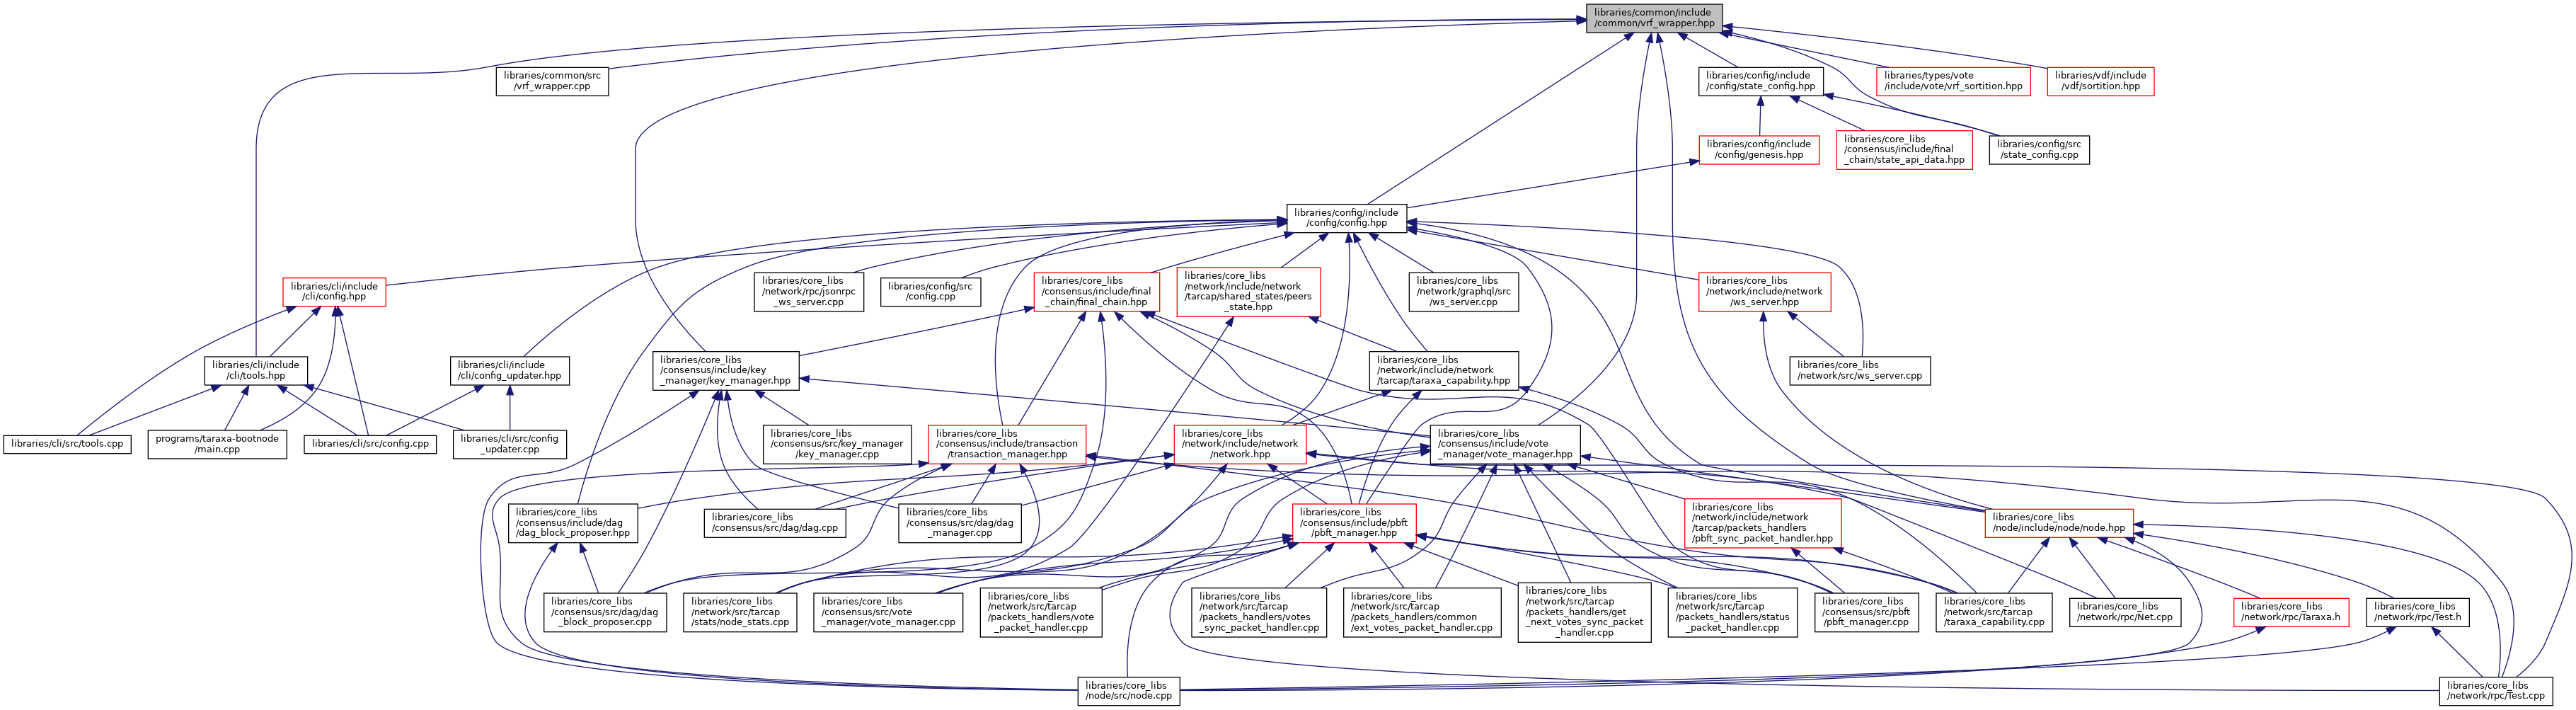 libraries/common/include
/common/vrf_wrapper.hpp
libraries/common/src
/vrf_wrapper.cpp
libraries/config/include
/config/state_config.hpp
libraries/types/vote
/include/vote/vrf_sortition.hpp
libraries/vdf/include
/vdf/sortition.hpp
libraries/config/include
/config/genesis.hpp
libraries/core_libs
/consensus/include/final
_chain/state_api_data.hpp
libraries/config/src
/state_config.cpp
libraries/config/include
/config/config.hpp
libraries/cli/include
/cli/config.hpp
libraries/core_libs
/network/rpc/jsonrpc
_ws_server.cpp
libraries/config/src
/config.cpp
libraries/core_libs
/consensus/include/final
_chain/final_chain.hpp
libraries/core_libs
/network/include/network
/tarcap/shared_states/peers
_state.hpp
libraries/core_libs
/network/graphql/src
/ws_server.cpp
libraries/core_libs
/network/include/network
/ws_server.hpp
libraries/cli/include
/cli/tools.hpp
libraries/cli/include
/cli/config_updater.hpp
libraries/core_libs
/consensus/include/key
_manager/key_manager.hpp
libraries/core_libs
/network/include/network
/tarcap/taraxa_capability.hpp
libraries/core_libs
/network/src/ws_server.cpp
libraries/cli/src/tools.cpp
programs/taraxa-bootnode
/main.cpp
libraries/cli/src/config.cpp
libraries/cli/src/config
_updater.cpp
libraries/core_libs
/consensus/src/key_manager
/key_manager.cpp
libraries/core_libs
/consensus/include/transaction
/transaction_manager.hpp
libraries/core_libs
/network/include/network
/network.hpp
libraries/core_libs
/consensus/include/vote
_manager/vote_manager.hpp
libraries/core_libs
/consensus/include/dag
/dag_block_proposer.hpp
libraries/core_libs
/consensus/src/dag/dag.cpp
libraries/core_libs
/consensus/src/dag/dag
_manager.cpp
libraries/core_libs
/consensus/include/pbft
/pbft_manager.hpp
libraries/core_libs
/network/include/network
/tarcap/packets_handlers
/pbft_sync_packet_handler.hpp
libraries/core_libs
/node/include/node/node.hpp
libraries/core_libs
/consensus/src/dag/dag
_block_proposer.cpp
libraries/core_libs
/network/src/tarcap
/stats/node_stats.cpp
libraries/core_libs
/consensus/src/vote
_manager/vote_manager.cpp
libraries/core_libs
/network/src/tarcap
/packets_handlers/vote
_packet_handler.cpp
libraries/core_libs
/network/src/tarcap
/packets_handlers/votes
_sync_packet_handler.cpp
libraries/core_libs
/network/src/tarcap
/packets_handlers/common
/ext_votes_packet_handler.cpp
libraries/core_libs
/network/src/tarcap
/packets_handlers/get
_next_votes_sync_packet
_handler.cpp
libraries/core_libs
/network/src/tarcap
/packets_handlers/status
_packet_handler.cpp
libraries/core_libs
/consensus/src/pbft
/pbft_manager.cpp
libraries/core_libs
/network/src/tarcap
/taraxa_capability.cpp
libraries/core_libs
/network/rpc/Net.cpp
libraries/core_libs
/network/rpc/Taraxa.h
libraries/core_libs
/network/rpc/Test.h
libraries/core_libs
/node/src/node.cpp
libraries/core_libs
/network/rpc/Test.cpp